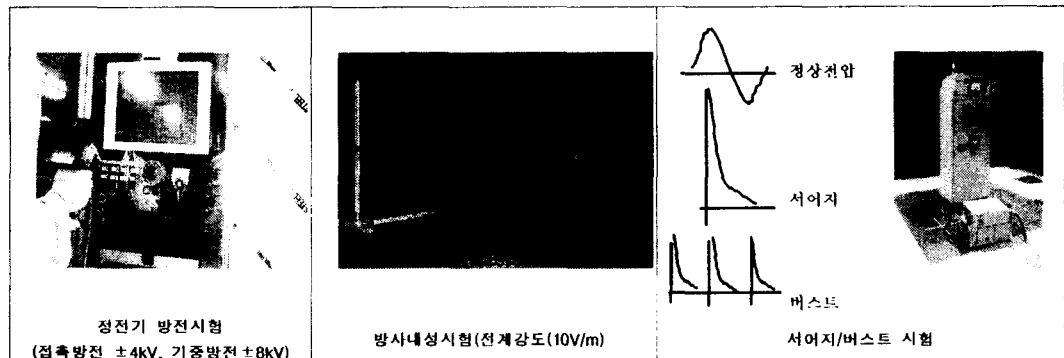 정전기 방전시험
(접촉방전 ±4kV, 기중방전±8kV)
방사내성시험(전계강도(10V/m)
정상전압
서어지
버스트
서어지/버스트 시험